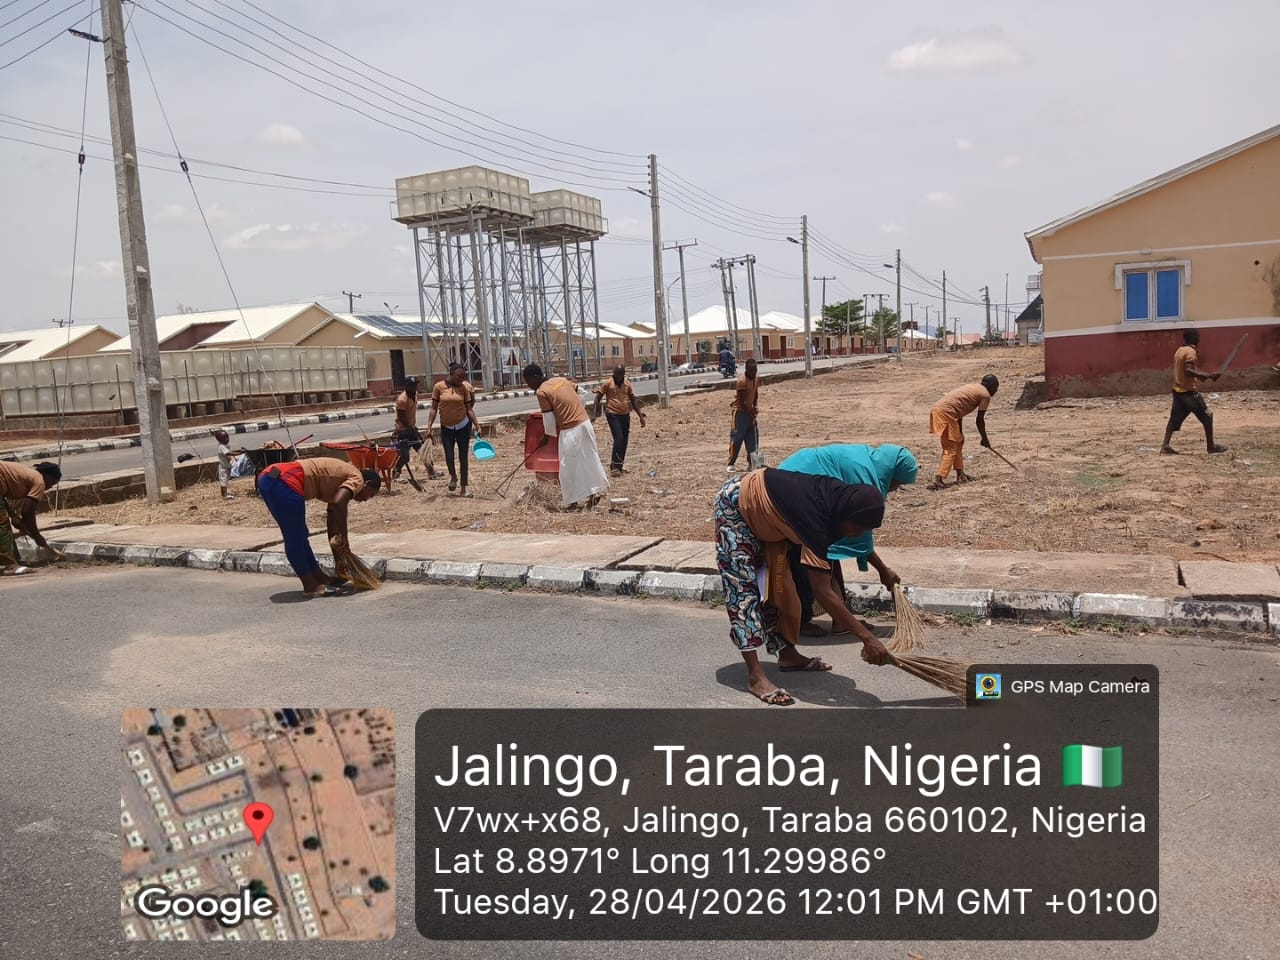 GPS Map Camera
Jalingo, Taraba, Nigeria 🇳🇬
V7wx+x68, Jalingo, Taraba 660102, Nigeria
Lat 8.8971° Long 11.29986°
Tuesday, 28/04/2026 12:01 PM GMT +01:00
Google